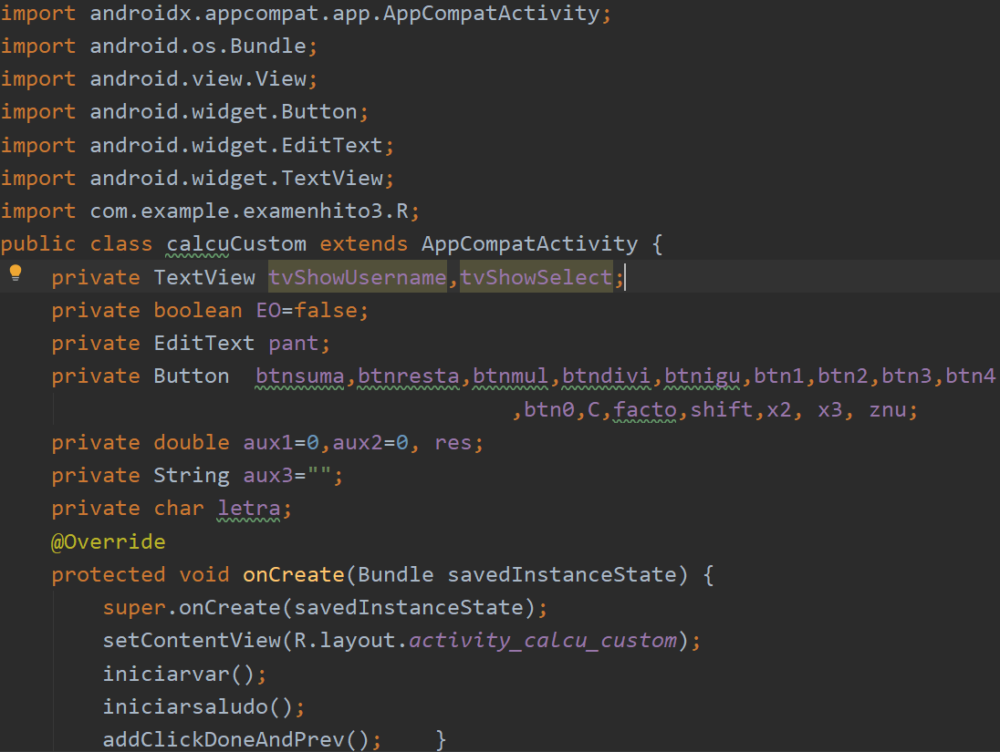 import androidx.appcompat.app.AppCompatActivity;
import android.os.Bundle;
import android.view.View;
import android.widget.Button;
import android.widget.EditText;
import android.widget.TextView;
import com.example.examenhito3.R;
public class calcuCustom extends AppCompatActivity {
    private TextView tvShowUsername,tvShowSelect;
    private boolean EO=false;
    private EditText pant;
    private Button  btnsuma,btnresta,btnmul,btndivi,btnigu,btn1,btn2,btn3,btn4
                                        ,btn0,C,facto,shift,x2, x3, znu;
    private double aux1=0,aux2=0, res;
    private String aux3="";
    private char letra;
    @Override
    protected void onCreate(Bundle savedInstanceState) {
        super.onCreate(savedInstanceState);
        setContentView(R.layout.activity_calcu_custom);
        iniciarvar();
        iniciarsaludo();
        addClickDoneAndPrev();    }